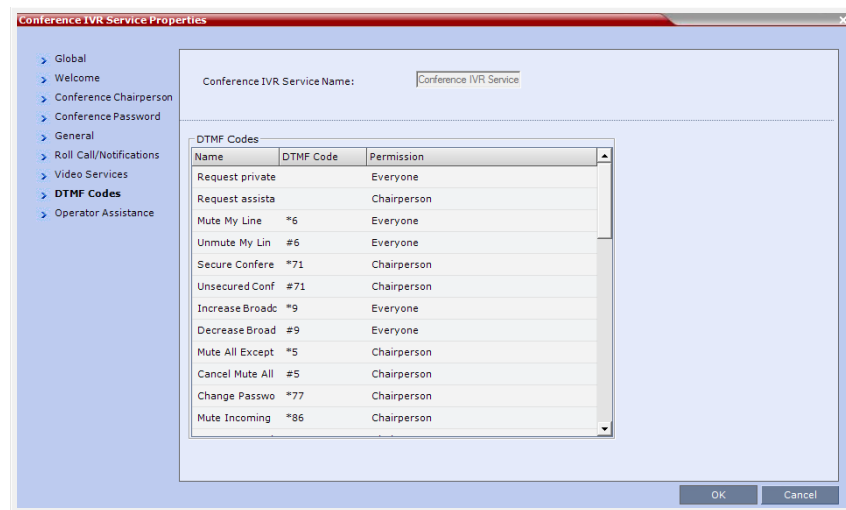 Conference IVR Service Properties
Global
Welcome
Conference Chairperson
Conference Password
General
Roll Call/Notifications
Video Services
DTMF Codes
Operator Assistance
Conference IVR Service Name: Conference IVR Service
DTMF Codes
Name DTMF Code Permission
Request private Everyone
Request assista Chairperson
Mute My Line *6 Everyone
Unmute My Lin #6 Everyone
Secure Confere *71 Chairperson
Unsecured Conf #71 Chairperson
Increase Broadc *9 Everyone
Decrease Broad #9 Everyone
Mute All Except *5 Chairperson
Cancel Mute All #5 Chairperson
Change Passwo *77 Chairperson
Mute Incoming *86 Chairperson
OK Cancel